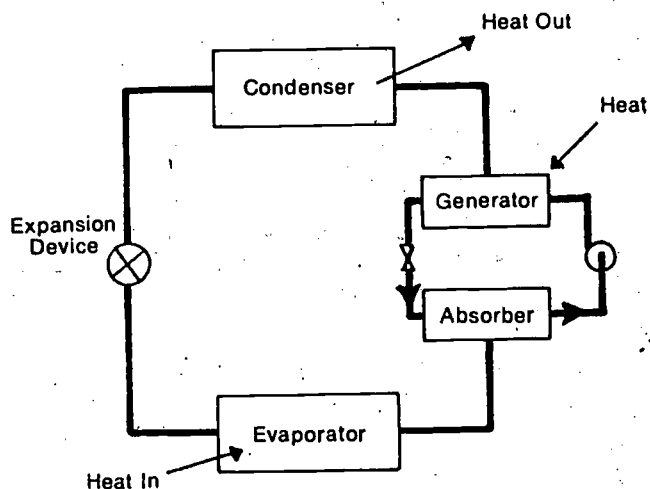 Heat Out
Condenser
Heat
Generator
Expansion
Device
Absorber
Evaporator
Heat In